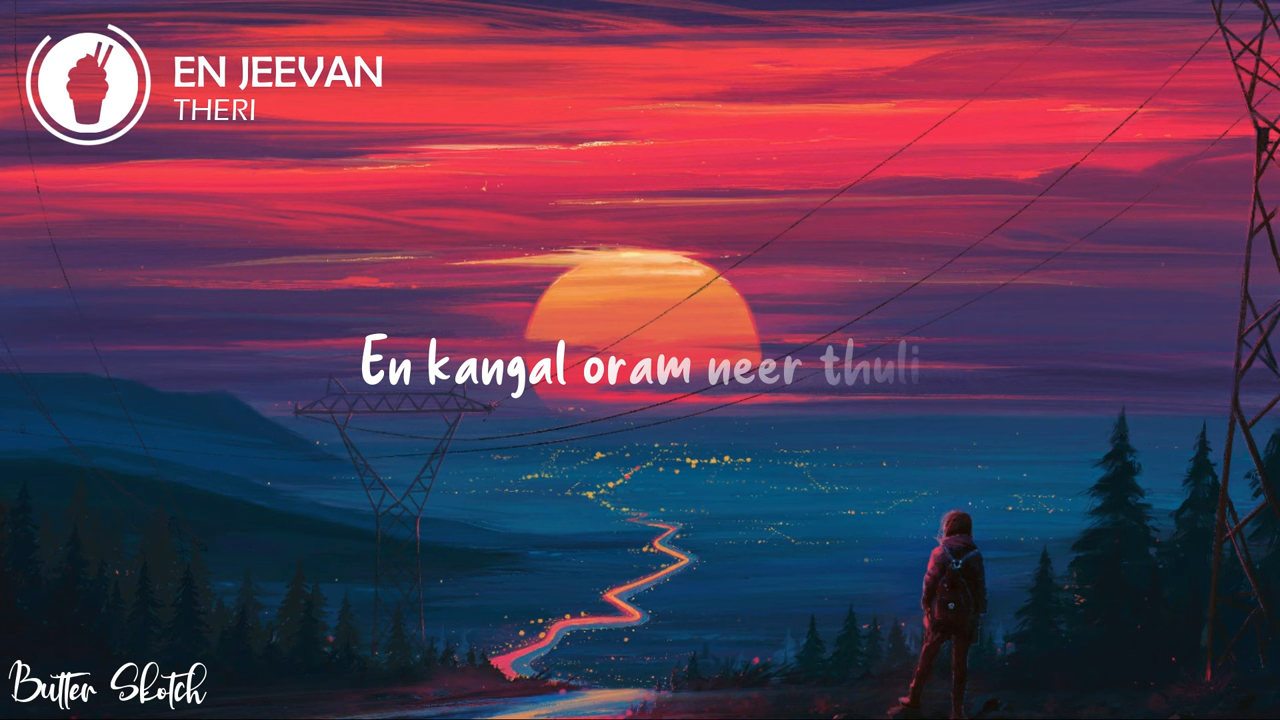 EN JEEVAN
THERI
En kangal oram neer thuli
Butter Skotch